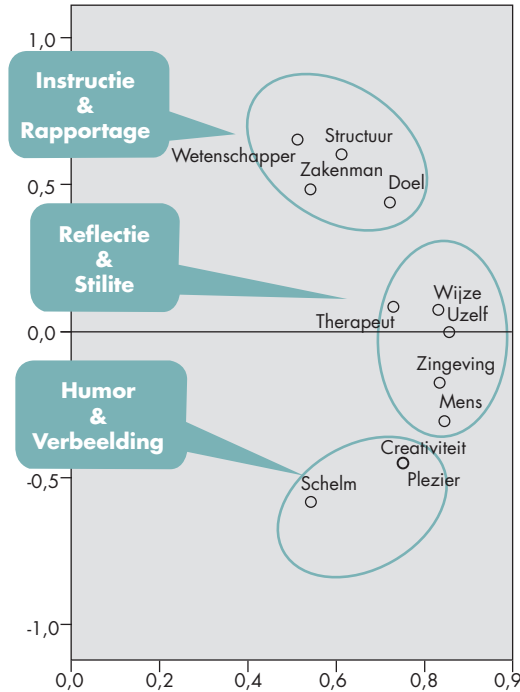 1,0
Instructie
&
Rapportage
Structuur
Wetenschapper
Zakenman
Doel
0,5
Reflectie
&
Stilite
Wijze
Uzelf
Therapeut
0,0
Zingeving
Mens
Humor
&
Verbeelding
Creativiteit
Plezier
Schelm
-0,5
-1,0
0,0 0,2 0,4 0,6 0,8 0,9